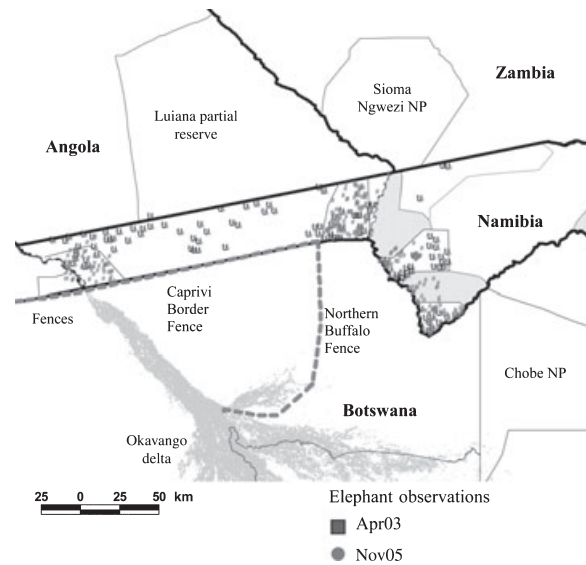 Zambia
Sioma
Ngwezi NP
Luiana partial
reserve
Angola
Namibia
Fences
Caprivi
Border
Fence
Northern
Buffalo
Fence
Chobe NP
Botswana
Okavango
delta
25 0 25 50 km
Elephant observations
Apr03
Nov05